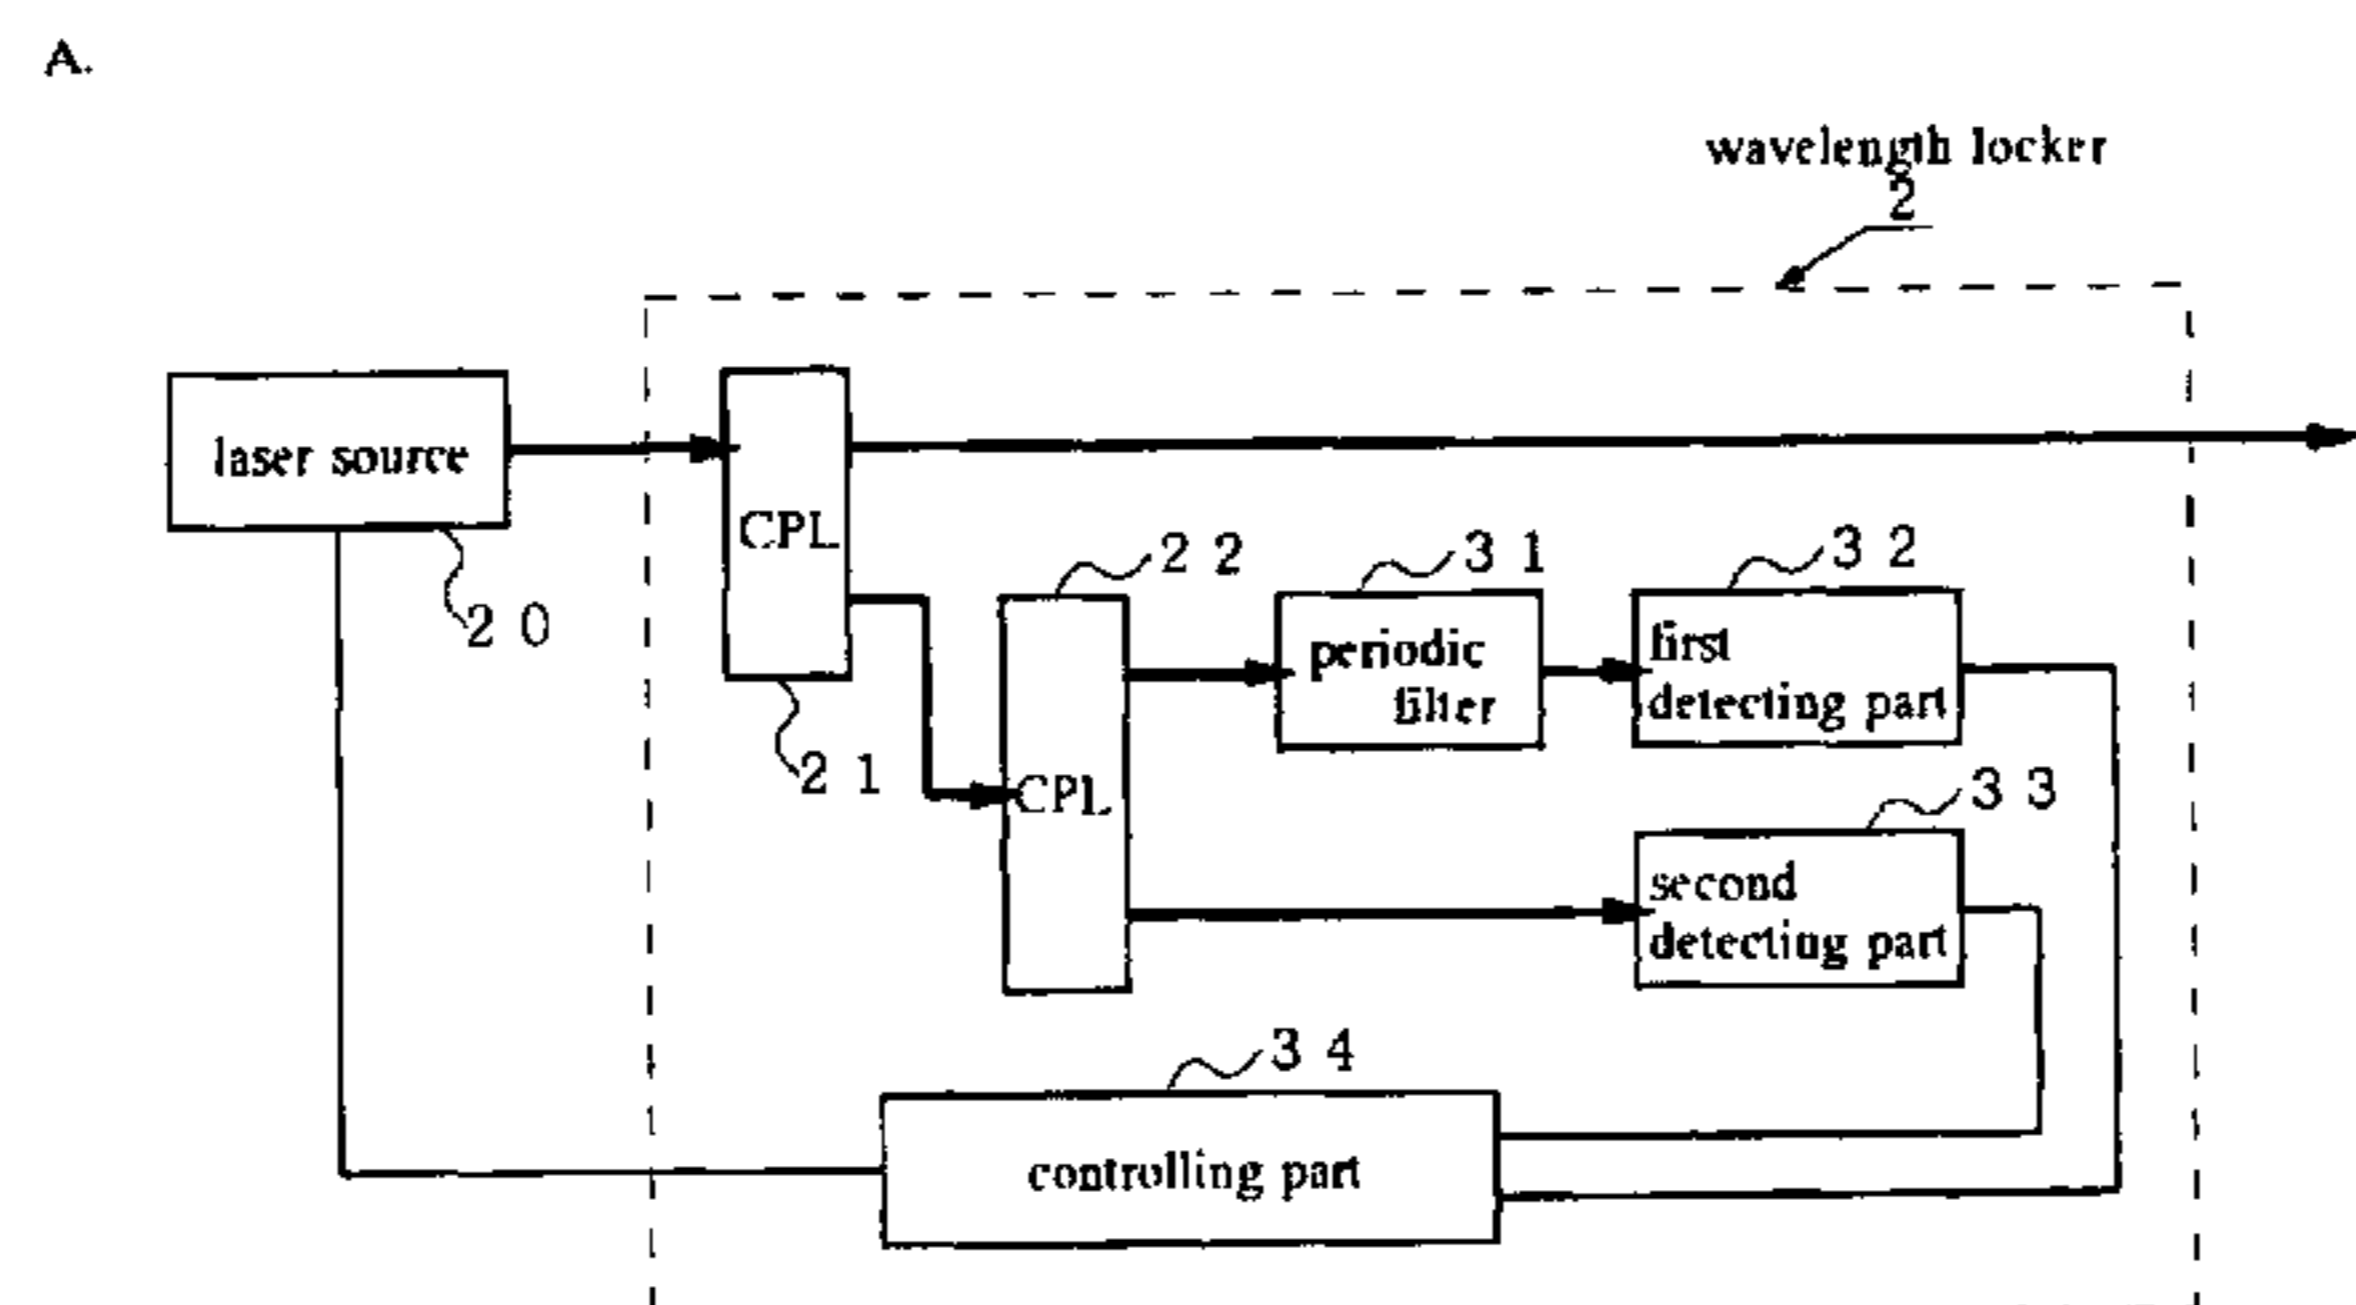 A.
wavelength locker
2
laser source
CPL
2 0
2 1
2 2
CPL
3 1
periodic
filter
3 2
first
detecting part
3 3
second
detecting part
3 4
controlling part